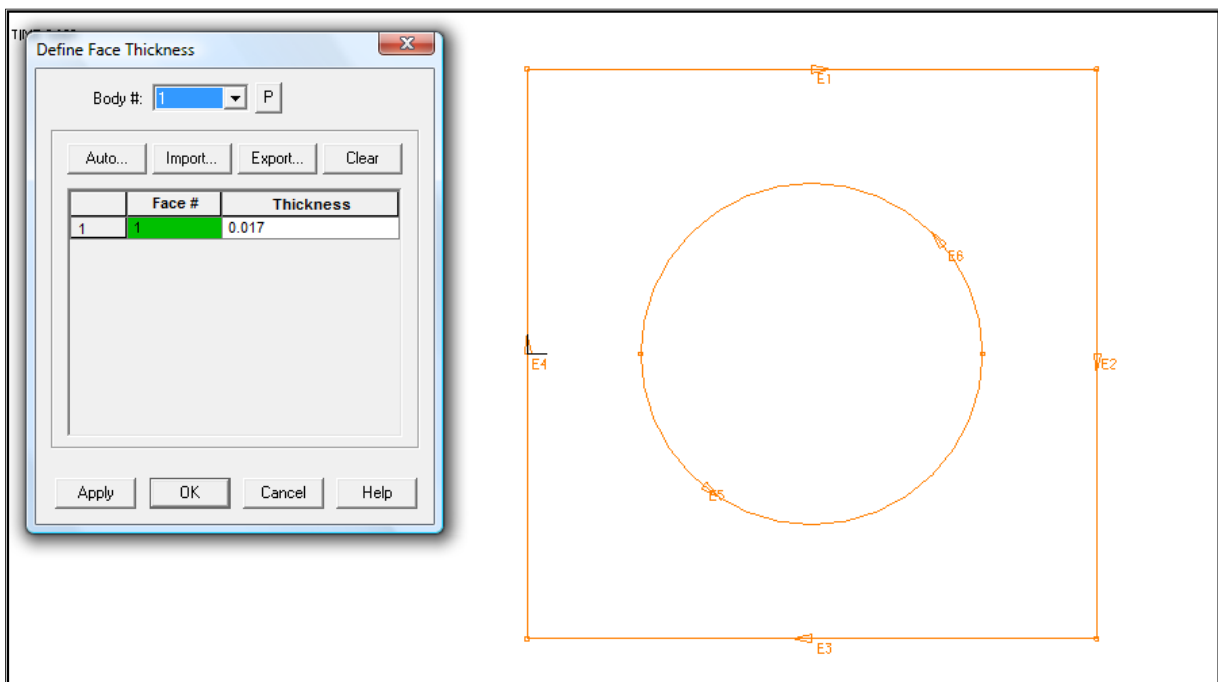 Define Face Thickness
Body #: 1 P
Auto... Import... Export... Clear
Face # Thickness
1 1 0.017
Apply OK Cancel Help
E1
E6
E4
E2
E5
E3